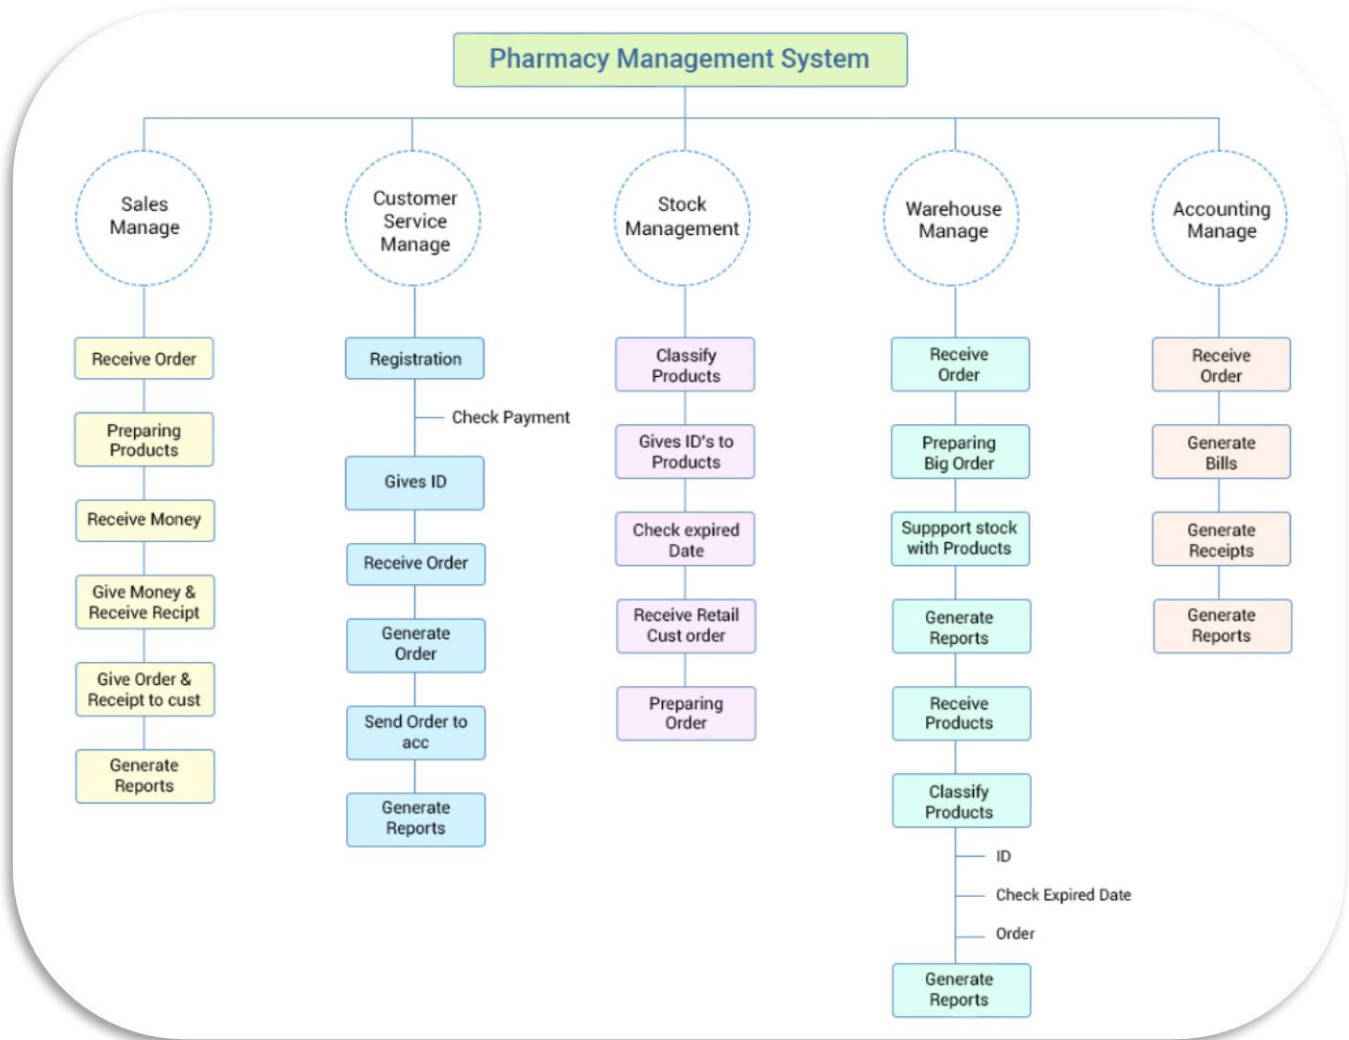 Pharmacy Management System
Sales
Manage
Customer
Service
Manage
Stock
Management
Warehouse
Manage
Accounting
Manage
Receive Order
Preparing
Products
Receive Money
Give Money &
Receive Recipt
Give Order &
Receipt to cust
Generate
Reports
Registration
Check Payment
Gives ID
Receive Order
Generate
Order
Send Order to
acc
Generate
Reports
Classify
Products
Gives ID's to
Products
Check expired
Date
Receive Retail
Cust order
Preparing
Order
Receive
Order
Preparing
Big Order
Suppport stock
with Products
Generate
Reports
Receive
Products
Classify
Products
ID
Check Expired Date
Order
Generate
Reports
Receive
Order
Generate
Bills
Generate
Receipts
Generate
Reports